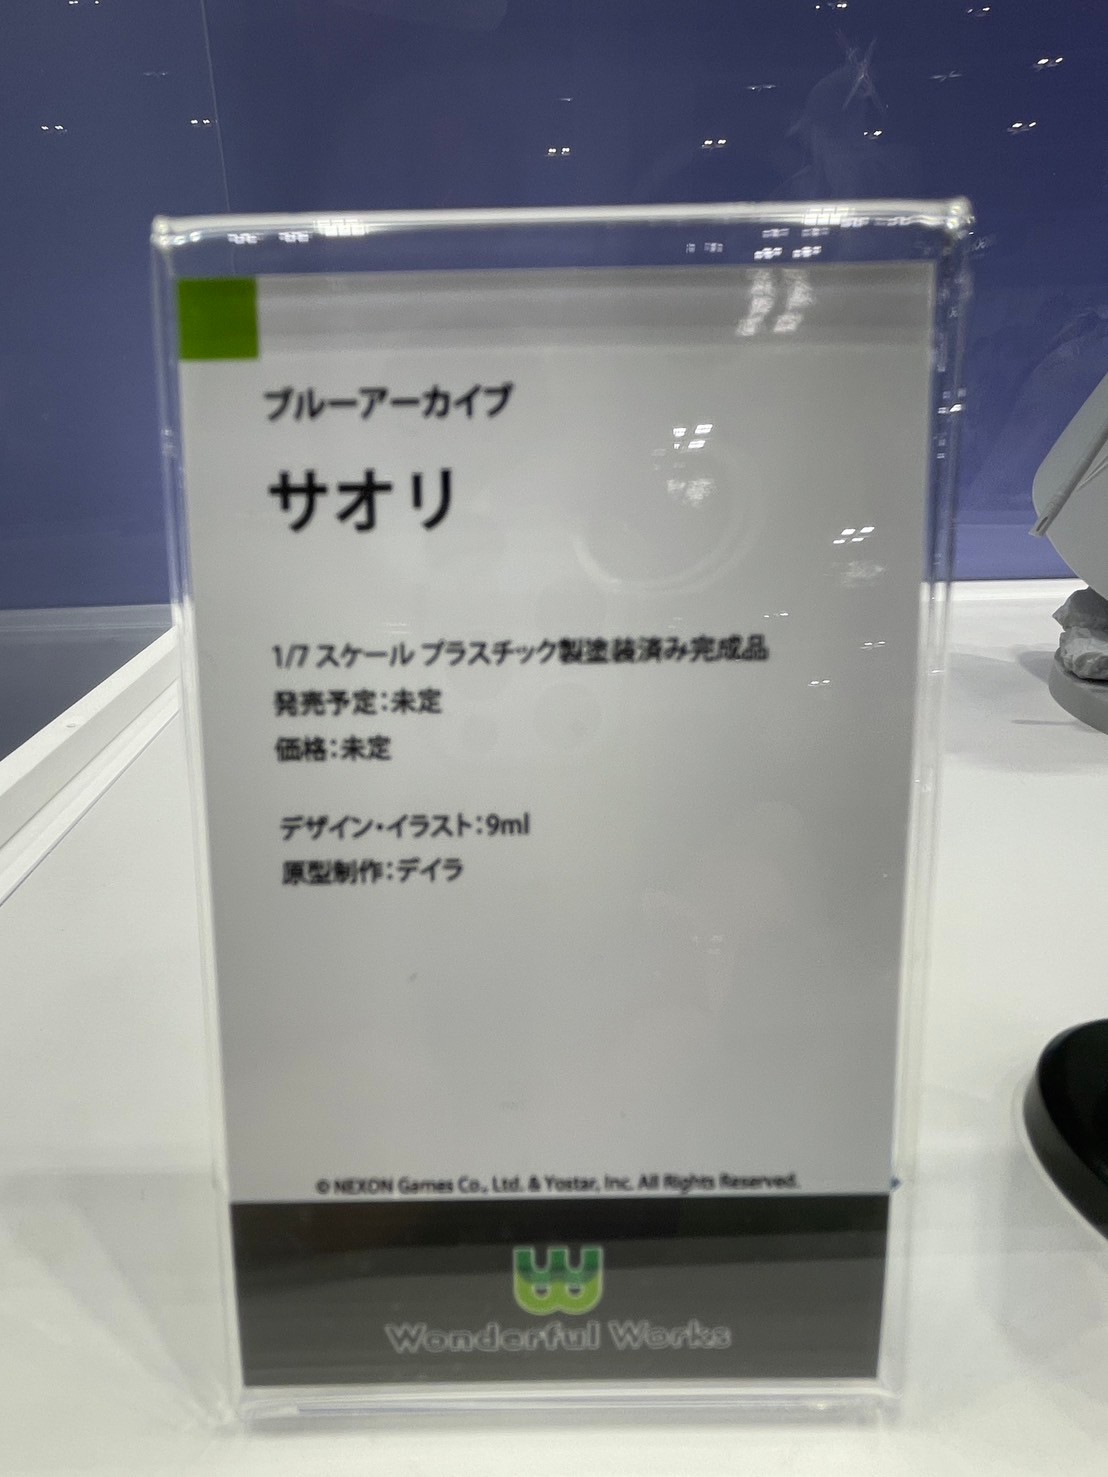 ブルーアーカイブ
サオリ
1/7 スケール プラスチック製塗装済み完成品
発売予定：未定
価格：未定
デザイン・イラスト：9ml
原型制作：デイラ
© NEXON Games Co., Ltd. & Yostar, Inc. All Rights Reserved.
Wonderful Works